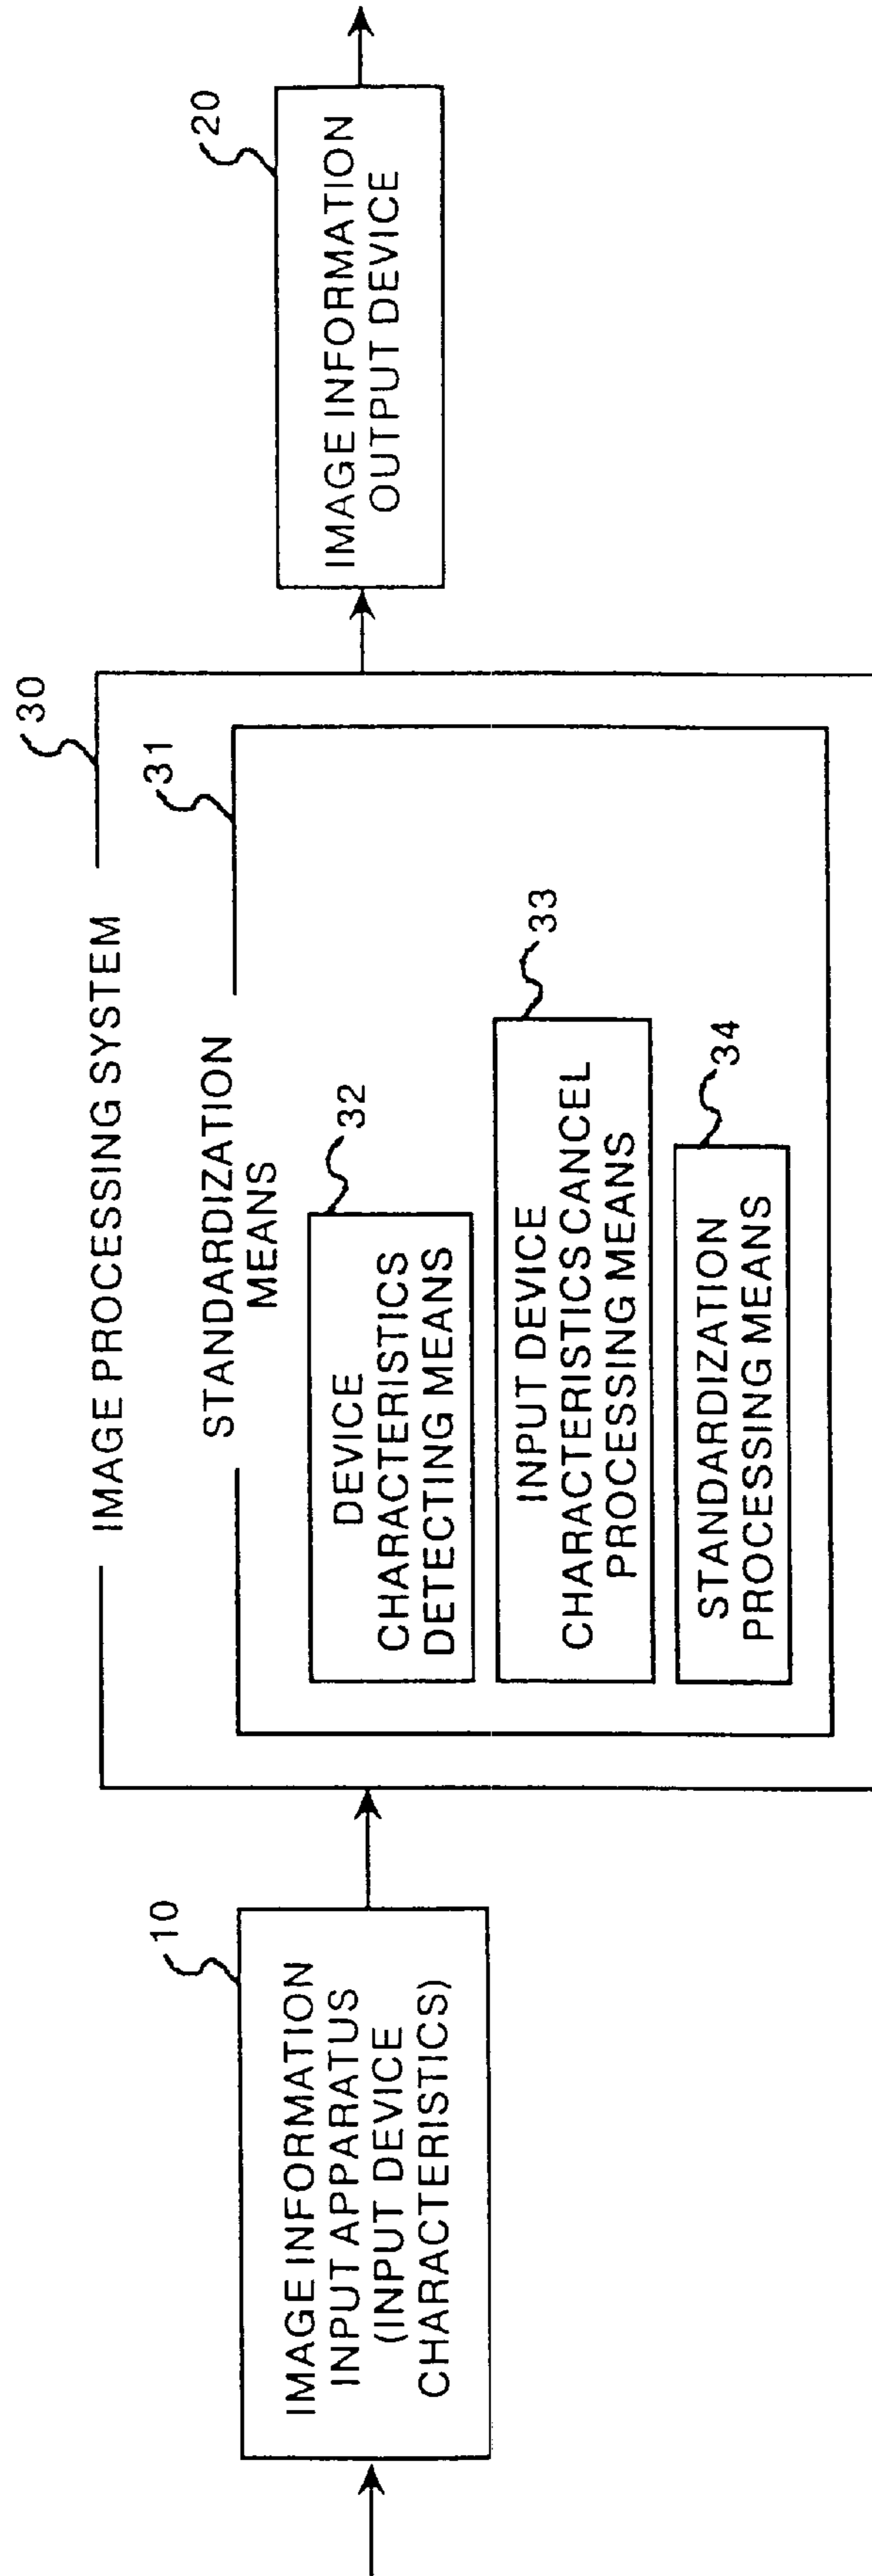 10
IMAGE INFORMATION
INPUT APPARATUS
(INPUT DEVICE
CHARACTERISTICS)
IMAGE PROCESSING SYSTEM
30
STANDARDIZATION
MEANS
31
DEVICE
CHARACTERISTICS
DETECTING MEANS
32
INPUT DEVICE
CHARACTERISTICS CANCEL
PROCESSING MEANS
33
STANDARDIZATION
PROCESSING MEANS
34
20
IMAGE INFORMATION
OUTPUT DEVICE